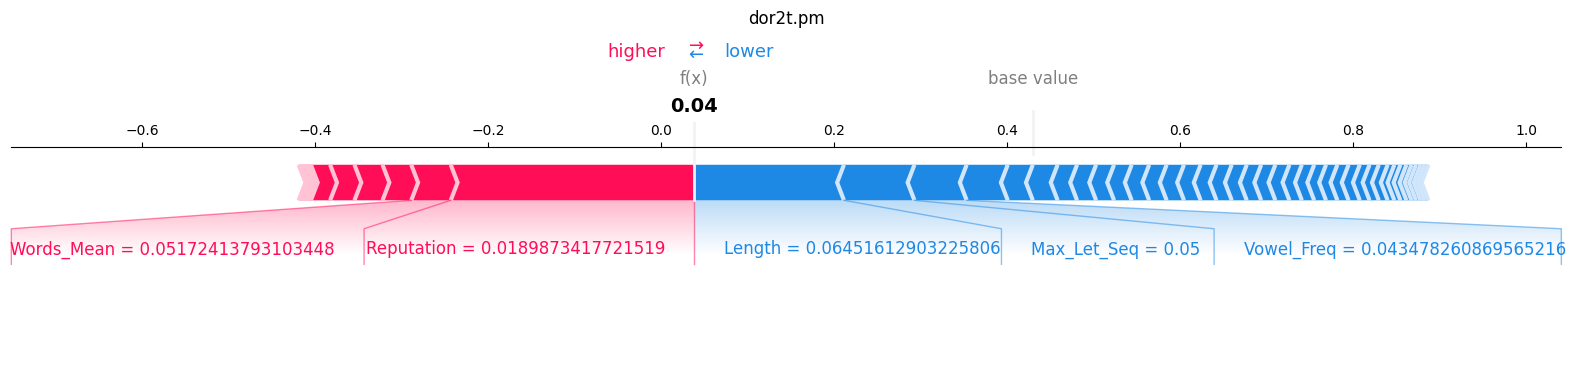 dor2t.pm
higher ⇄ lower
f(x) base value
0.04
−0.6 −0.4 −0.2 0.0 0.2 0.4 0.6 0.8 1.0
Words_Mean = 0.05172413793103448 Reputation = 0.0189873417721519 Length = 0.06451612903225806 Max_Let_Seq = 0.05 Vowel_Freq = 0.043478260869565216